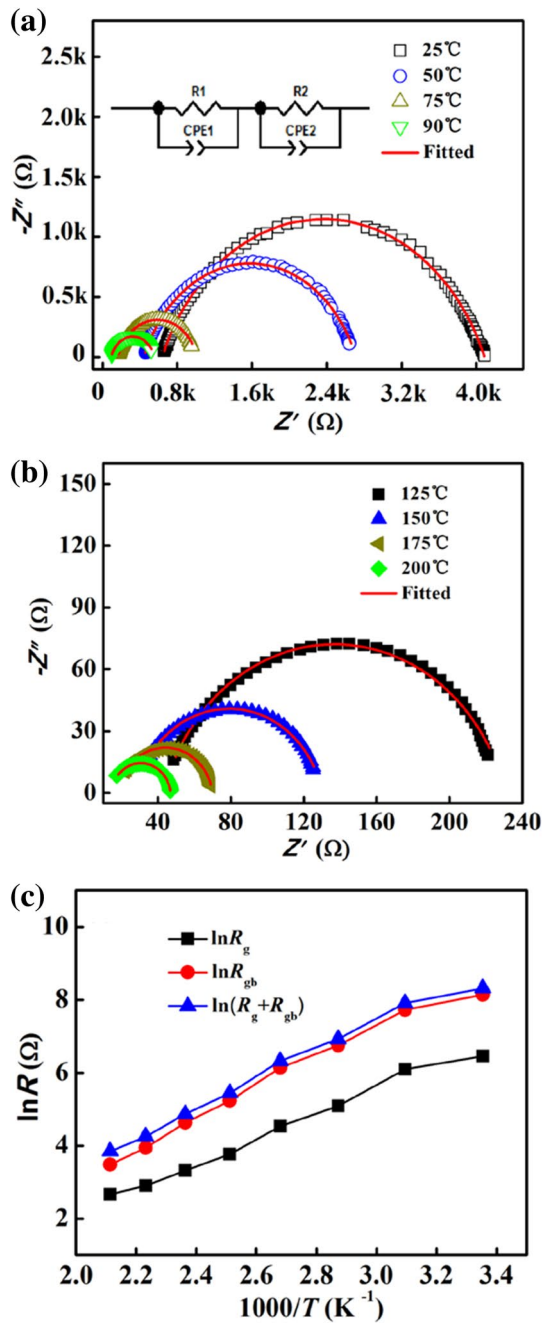 (a)
2.5k
2.0k
1.5k
1.0k
0.5k
0
-Z″ (Ω)
R1
R2
CPE1
CPE2
25℃
50℃
75℃
90℃
Fitted
0
0.8k
1.6k
2.4k
3.2k
4.0k
Z′ (Ω)
(b)
150
120
90
60
30
0
-Z″ (Ω)
125℃
150℃
175℃
200℃
Fitted
40
80
120
160
200
240
Z′ (Ω)
(c)
10
8
6
4
2
lnR (Ω)
lnRg
lnRgb
ln(Rg+Rgb)
2.0
2.2
2.4
2.6
2.8
3.0
3.2
3.4
1000/T (K⁻¹)